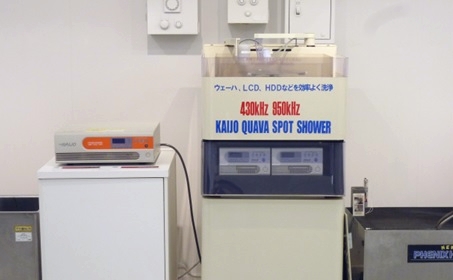 ウェーハ、LCD、HDDなどを効率よく洗浄
430kHz 950kHz
KAIJO QUAVA SPOT SHOWER
PHENIX